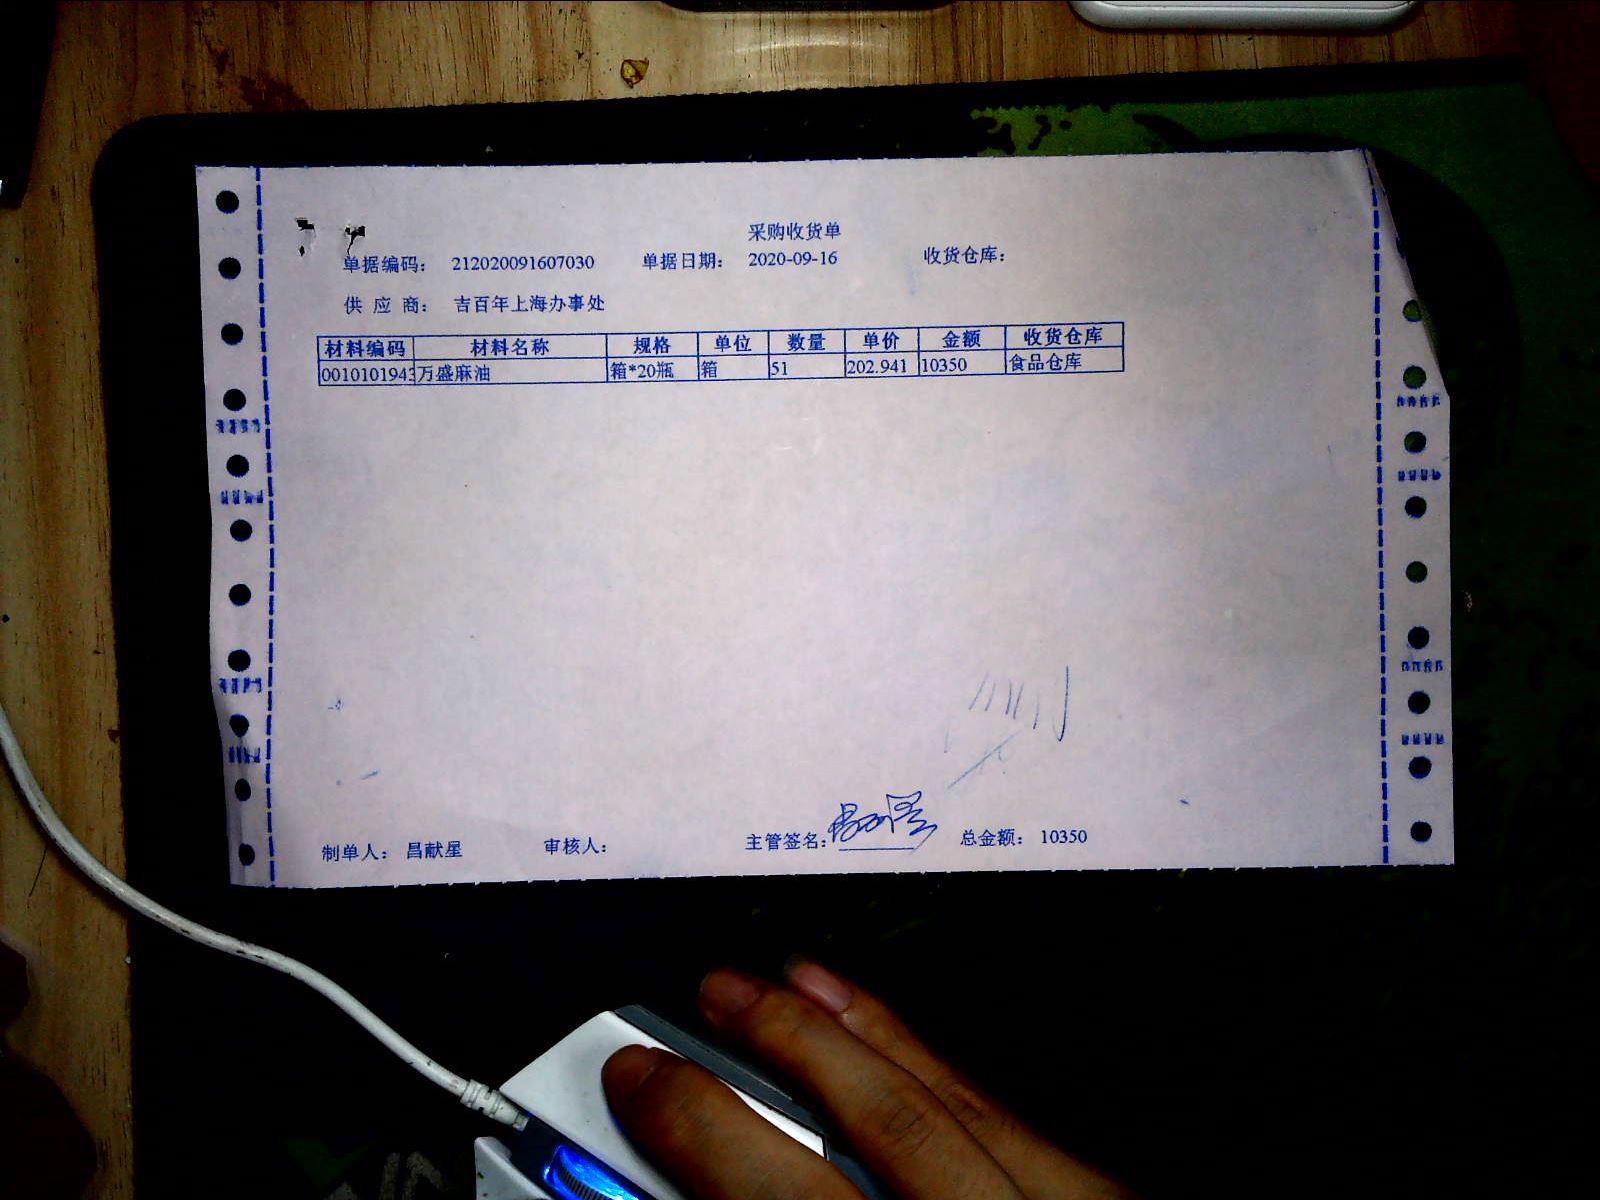 采购收货单
单据编码: 212020091607030 单据日期: 2020-09-16 收货仓库:
供 应 商: 吉百年上海办事处
材料编码 材料名称 规格 单位 数量 单价 金额 收货仓库
0010101943 万盛麻油 箱*20瓶 箱 51 202.941 10350 食品仓库
制单人: 昌献星 审核人: 主管签名: 昌献星 总金额: 10350